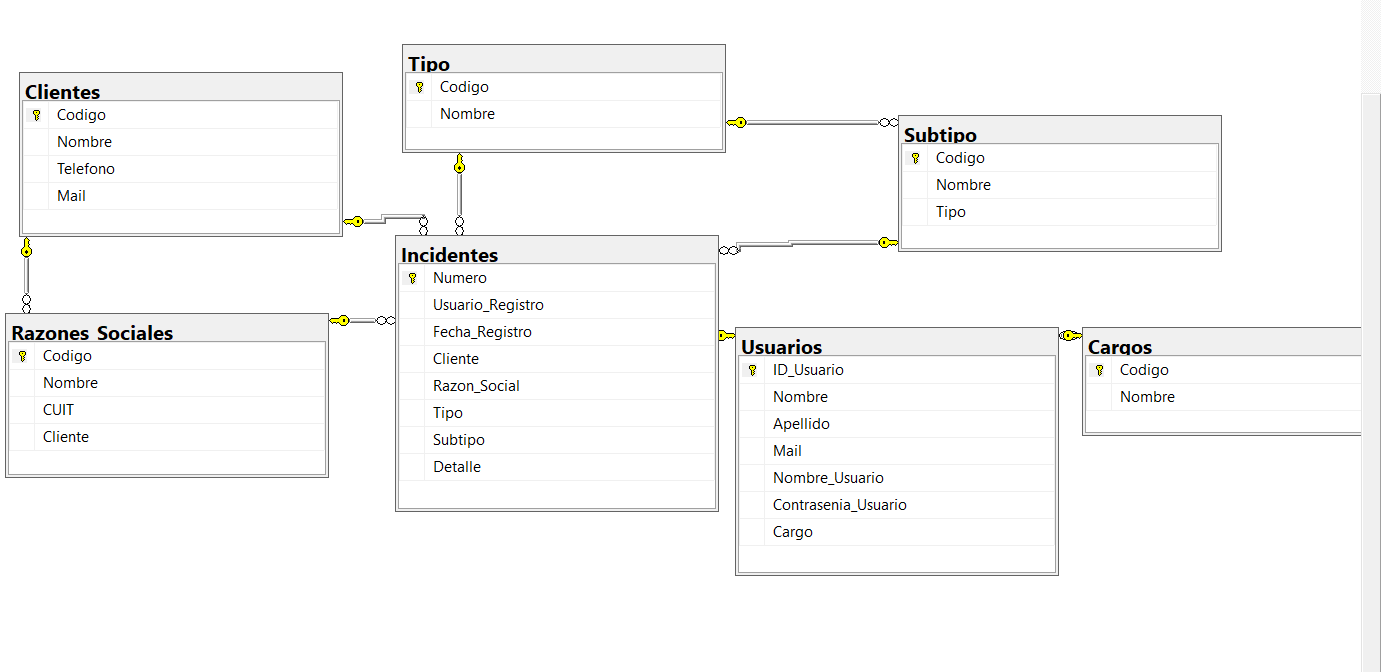 Clientes
Codigo
Nombre
Telefono
Mail
Tipo
Codigo
Nombre
Subtipo
Codigo
Nombre
Tipo
Razones_Sociales
Codigo
Nombre
CUIT
Cliente
Incidentes
Numero
Usuario_Registro
Fecha_Registro
Cliente
Razon_Social
Tipo
Subtipo
Detalle
Usuarios
ID_Usuario
Nombre
Apellido
Mail
Nombre_Usuario
Contrasenia_Usuario
Cargo
Cargos
Codigo
Nombre